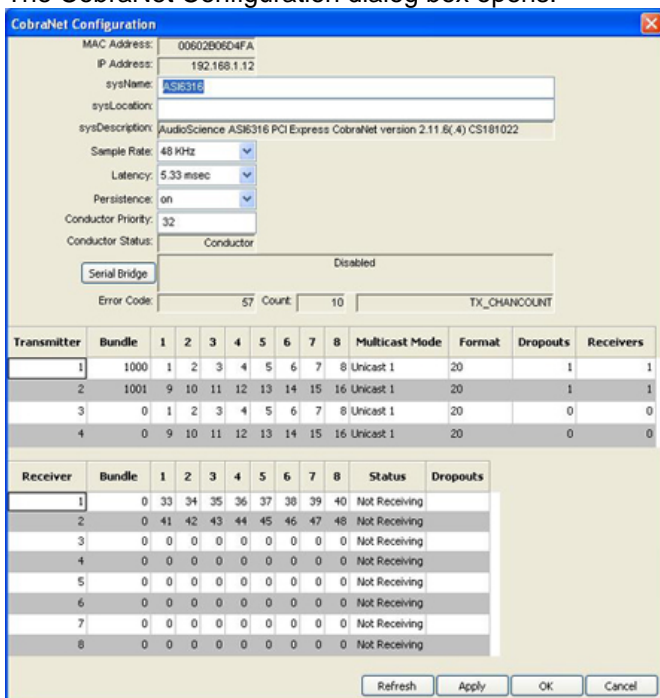 The CobraNet Configuration dialog box opens.
CobraNet Configuration
MAC Address: 00602B06D4FA
IP Address: 192.168.1.12
sysName: ASI6316
sysLocation:
sysDescription: AudioScience ASI6316 PCI Express CobraNet version 2.11.6(.4) CS181022
Sample Rate: 48 KHz
Latency: 5.33 msec
Persistence: on
Conductor Priority: 32
Conductor Status: Conductor
Serial Bridge Disabled
Error Code: 57 Count: 10 TX_CHANCOUNT
Transmitter Bundle 1 2 3 4 5 6 7 8 Multicast Mode Format Dropouts Receivers
1 1000 1 2 3 4 5 6 7 8 Unicast 1 20 1 1
2 1001 9 10 11 12 13 14 15 16 Unicast 1 20 1 1
3 0 1 2 3 4 5 6 7 8 Unicast 1 20 0 0
4 0 9 10 11 12 13 14 15 16 Unicast 1 20 0 0
Receiver Bundle 1 2 3 4 5 6 7 8 Status Dropouts
1 0 33 34 35 36 37 38 39 40 Not Receiving
2 0 41 42 43 44 45 46 47 48 Not Receiving
3 0 0 0 0 0 0 0 0 0 Not Receiving
4 0 0 0 0 0 0 0 0 0 Not Receiving
5 0 0 0 0 0 0 0 0 0 Not Receiving
6 0 0 0 0 0 0 0 0 0 Not Receiving
7 0 0 0 0 0 0 0 0 0 Not Receiving
8 0 0 0 0 0 0 0 0 0 Not Receiving
Refresh Apply OK Cancel